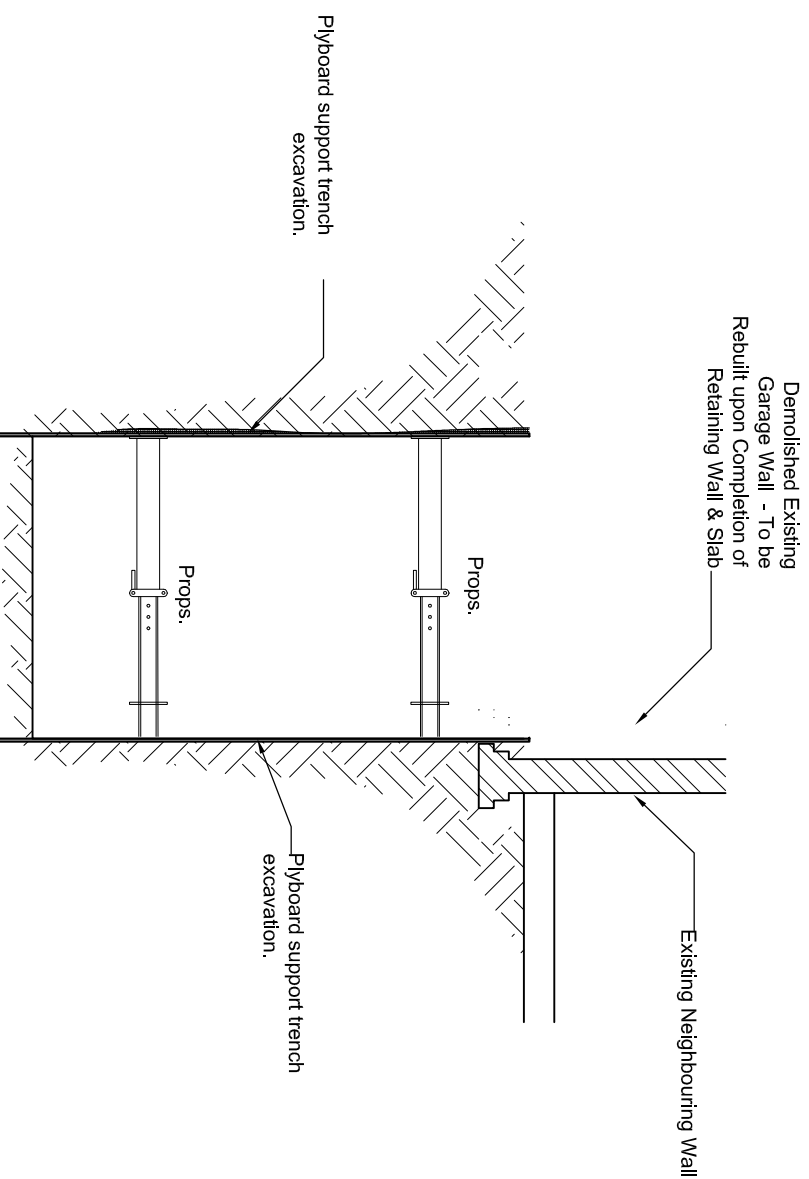 Demolished Existing
Garage Wall - To be
Rebuilt upon Completion of
Retaining Wall & Slab
Existing Neighbouring Wall
Props.
Plyboard support trench
excavation.
Plyboard support trench
excavation.
Props.